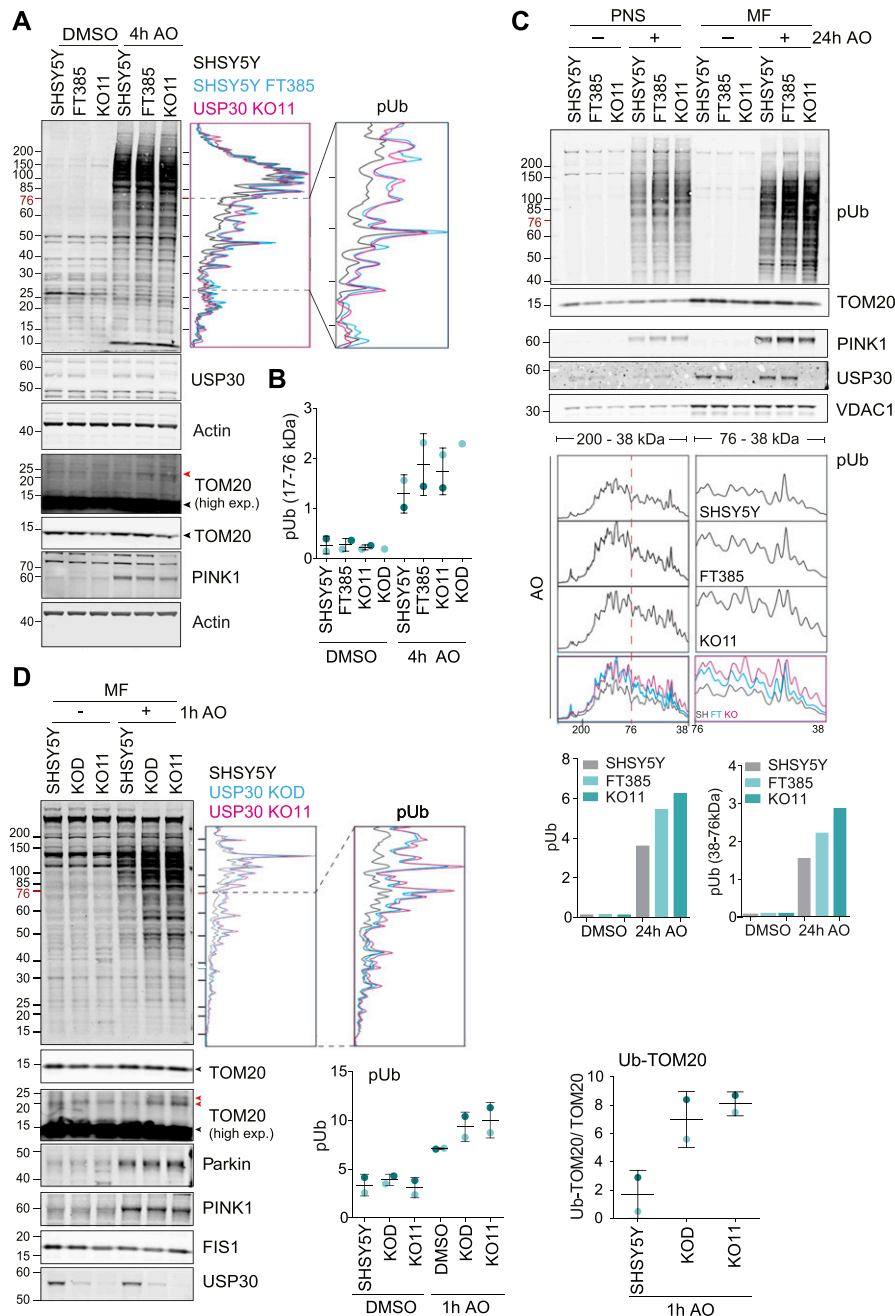 A
DMSO
4h AO
SHSY5Y
FT385
KO11
SHSY5Y
FT385
KO11
SHSY5Y
SHSY5Y FT385
USP30 KO11
pUb
200
150
100
85
76
60
50
40
30
25
20
15
10
60
50
USP30
40
Actin
25
20
15
TOM20
(high exp.)
15
TOM20
70
60
PINK1
40
Actin
B
pUb (17-76 kDa)
3
2
1
0
SHSY5Y
FT385
KO11
KOD
SHSY5Y
FT385
KO11
KOD
DMSO
4h AO
C
PNS
MF
−
+
−
+
24h AO
SHSY5Y
FT385
KO11
SHSY5Y
FT385
KO11
SHSY5Y
FT385
KO11
SHSY5Y
FT385
KO11
200
150
100
85
76
60
50
40
pUb
15
TOM20
60
PINK1
60
USP30
30
VDAC1
200 - 38 kDa
76 - 38 kDa
pUb
AO
SHSY5Y
FT385
KO11
SH FT KO
200
76
38
76
38
SHSY5Y
FT385
KO11
pUb
8
6
4
2
0
DMSO
24h AO
SHSY5Y
FT385
KO11
pUb (38-76kDa)
4
3
2
1
0
DMSO
24h AO
D
MF
-
+
1h AO
SHSY5Y
KOD
KO11
SHSY5Y
KOD
KO11
SHSY5Y
USP30 KOD
USP30 KO11
pUb
200
150
100
85
76
60
50
40
30
25
20
15
15
TOM20
25
20
15
TOM20
(high exp.)
50
40
Parkin
60
PINK1
20
15
FIS1
60
50
USP30
pUb
pUb
15
10
5
0
SHSY5Y
KOD
KO11
DMSO
KOD
KO11
DMSO
1h AO
Ub-TOM20
Ub-TOM20/ TOM20
10
8
6
4
2
0
SHSY5Y
KOD
KO11
1h AO